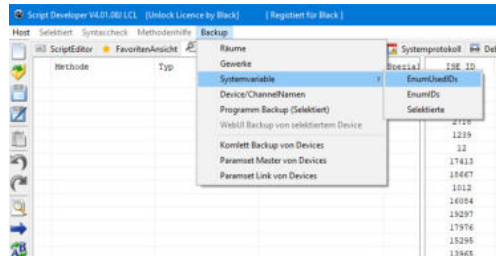 Script Developer V4.01.08J LCL [Unlock Licence by Black] [Registiert für Black]
Host Selektiert Syntaxcheck Methodenhilfe Backup
ScriptEditor FavoritenAnsicht
Systemprotokoll
Methode Typ
Spezial ISE ID
Räume
Gewerke
Systemvariable
EnumUsedIDs
Device/ChannelNamen
EnumIDs
Programm Backup (Selektiert)
Selektierte
WebUI Backup von selektiertem Device
Komlett Backup von Devices
Paramset Master von Devices
Paramset Link von Devices
1239
12
17413
18667
1012
16084
19297
17976
15295
13965